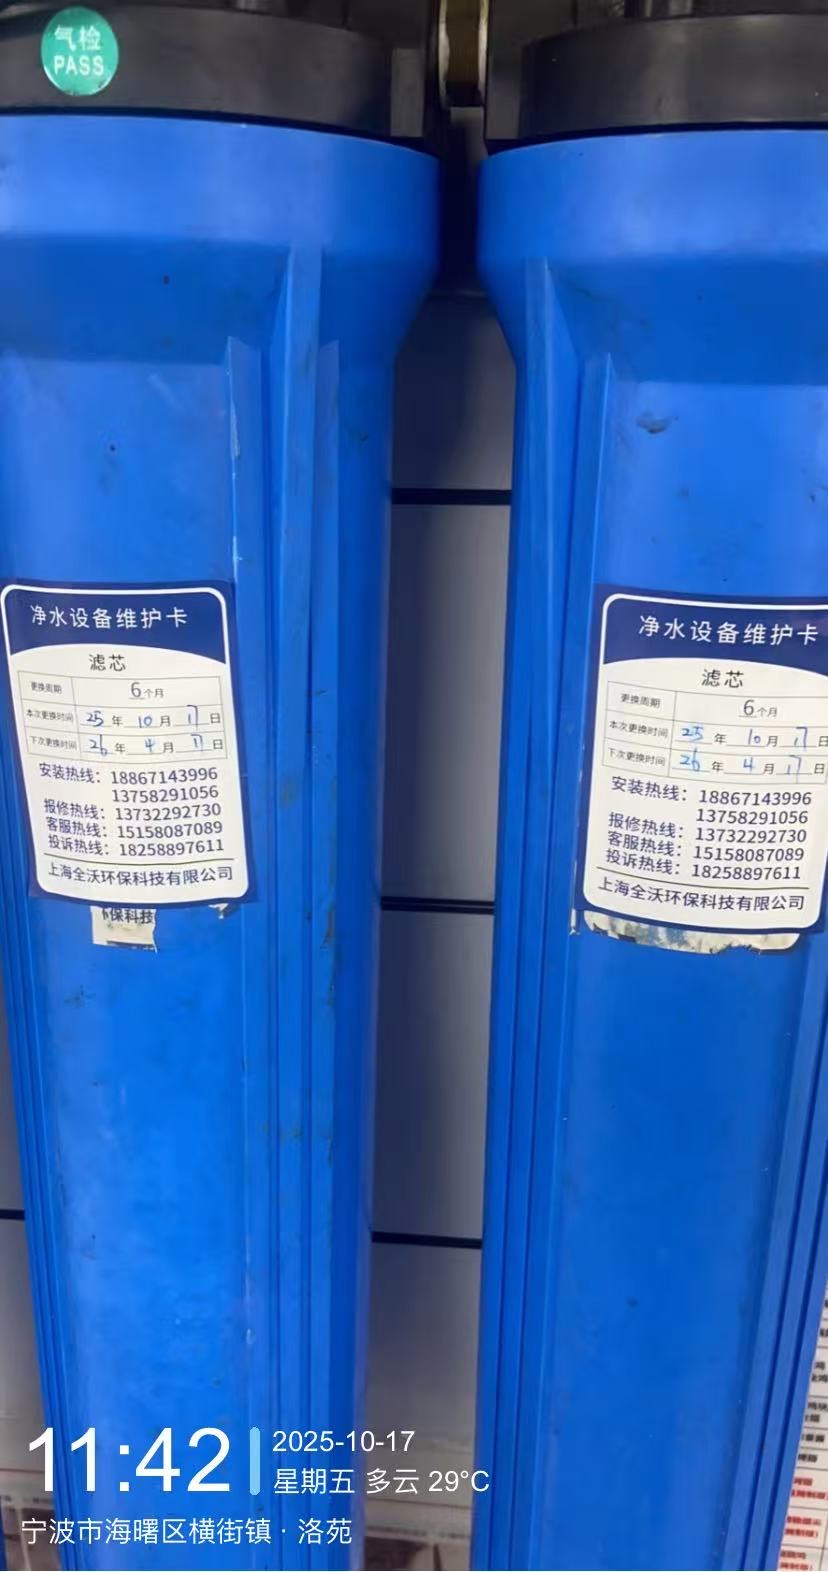 气检
PASS
净水设备维护卡
滤芯
更换周期 6个月
本次更换时间 25年10月17日
下次更换时间 26年4月17日
安装热线：18867143996
13758291056
报修热线：13732292730
客服热线：15158087089
投诉热线：18258897611
上海全沃环保科技有限公司
保科技
净水设备维护卡
滤芯
更换周期 6个月
本次更换时间 25年10月17日
下次更换时间 26年4月17日
安装热线：18867143996
13758291056
报修热线：13732292730
客服热线：15158087089
投诉热线：18258897611
上海全沃环保科技有限公司
11:42
2025-10-17
星期五 多云 29°C
宁波市海曙区横街镇·洛苑